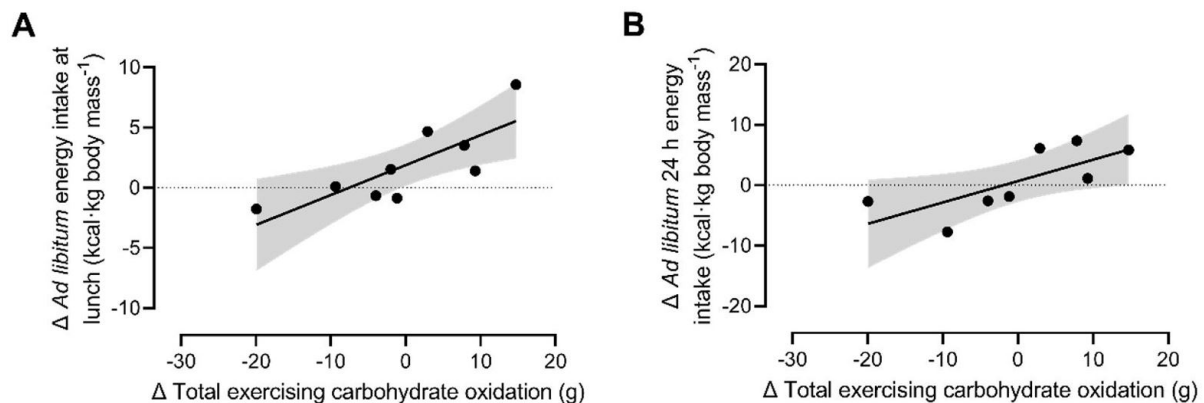 A
Δ Ad libitum energy intake at
lunch (kcal·kg body mass-1)
10
5
0
-5
-10
-30 -20 -10 0 10 20
Δ Total exercising carbohydrate oxidation (g)
B
Δ Ad libitum 24 h energy
intake (kcal·kg body mass-1)
20
10
0
-10
-20
-30 -20 -10 0 10 20
Δ Total exercising carbohydrate oxidation (g)